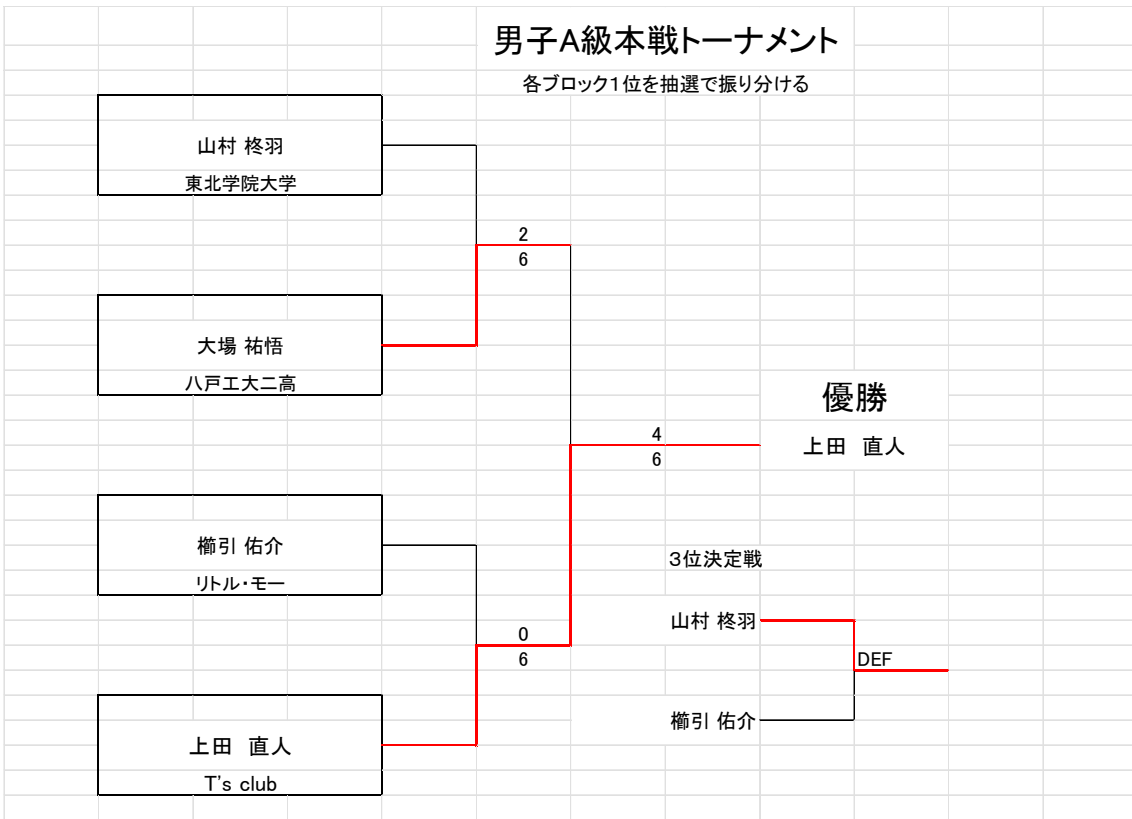 男子A級本戦トーナメント
各ブロック1位を抽選で振り分ける
山村 柊羽
東北学院大学
2
6
大場 祐悟
八戸工大二高
優勝
4
上田　直人
6
櫛引 佑介
リトル・モー
3位決定戦
山村 柊羽
0
6
DEF
櫛引 佑介
上田　直人
T's club